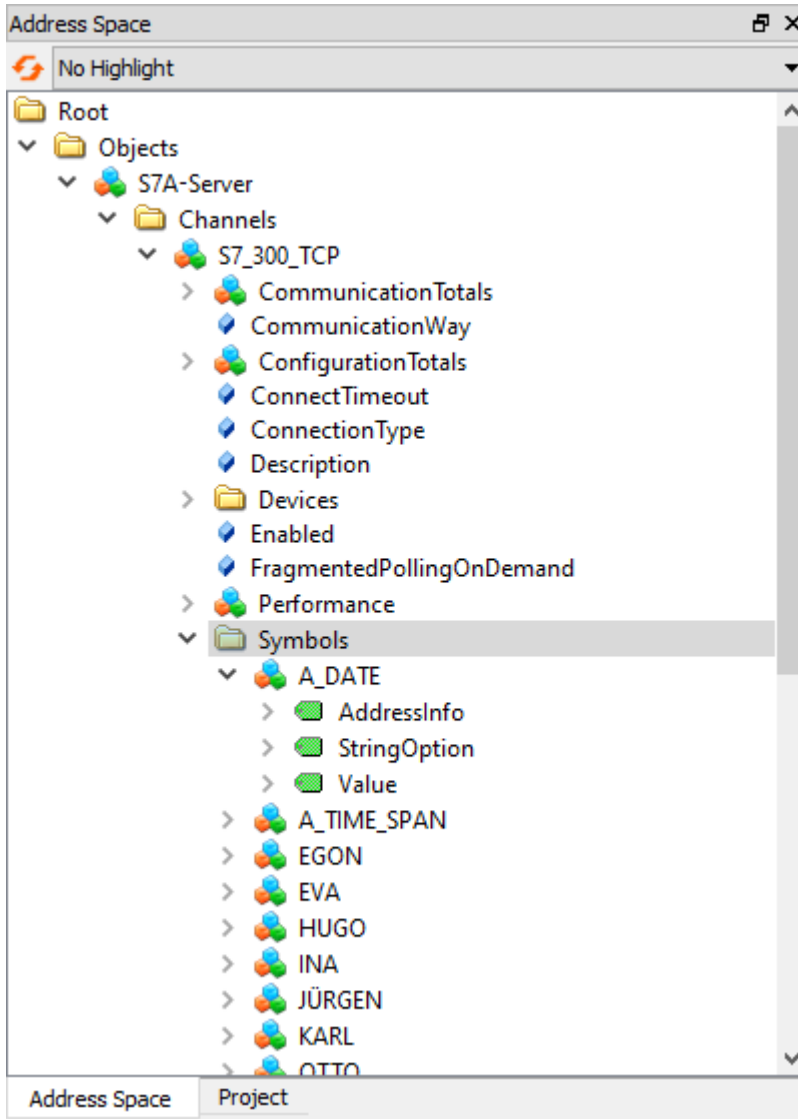 Address Space
No Highlight
Root
Objects
S7A-Server
Channels
S7_300_TCP
CommunicationTotals
CommunicationWay
ConfigurationTotals
ConnectTimeout
ConnectionType
Description
Devices
Enabled
FragmentedPollingOnDemand
Performance
Symbols
A_DATE
AddressInfo
StringOption
Value
A_TIME_SPAN
EGON
EVA
HUGO
INA
JÜRGEN
KARL
OTTO
Address Space Project